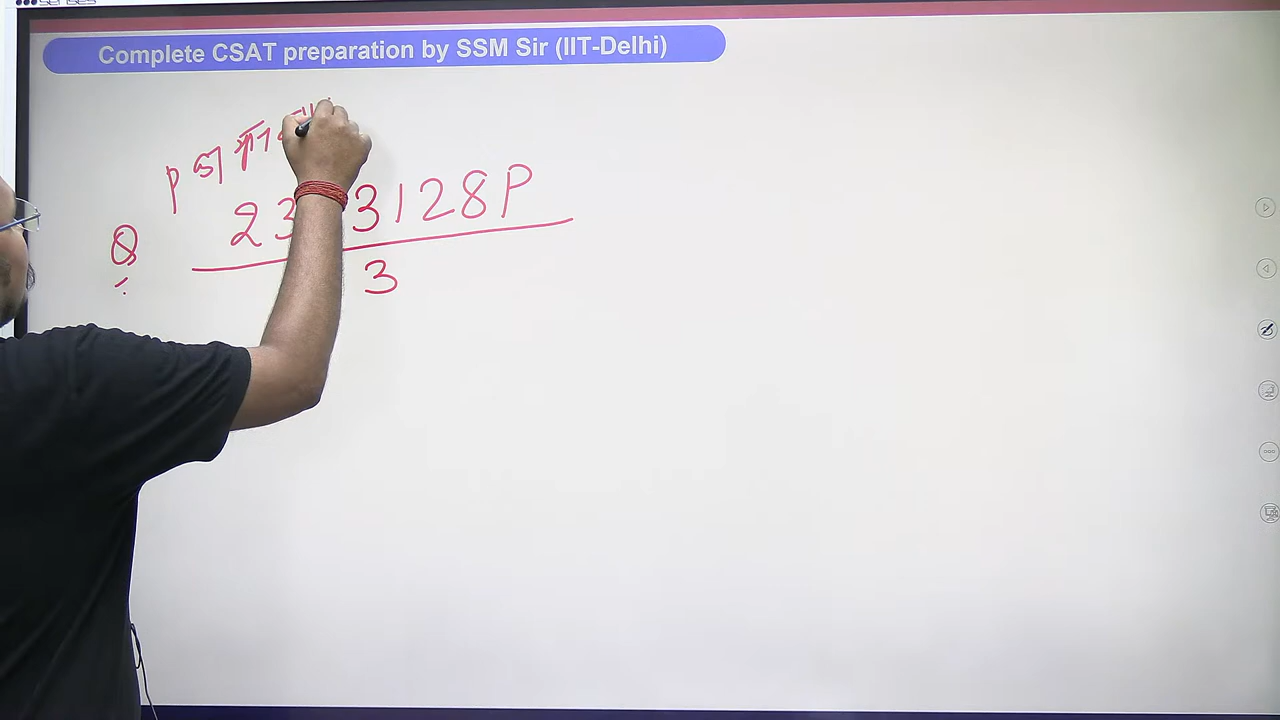 Complete CSAT preparation by SSM Sir (IIT-Delhi)
P का मान
Q 23 3128P
3